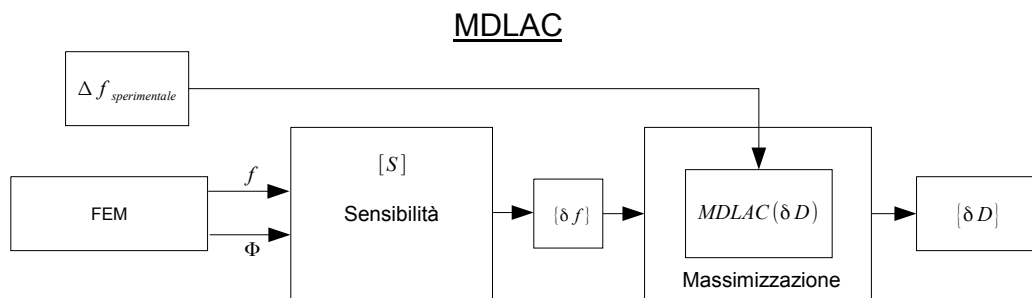 MDLAC
Δ f sperimentale
f
[S]
Sensibilità
FEM
Φ
{δ f}
MDLAC(δ D)
Massimizzazione
{δ D}